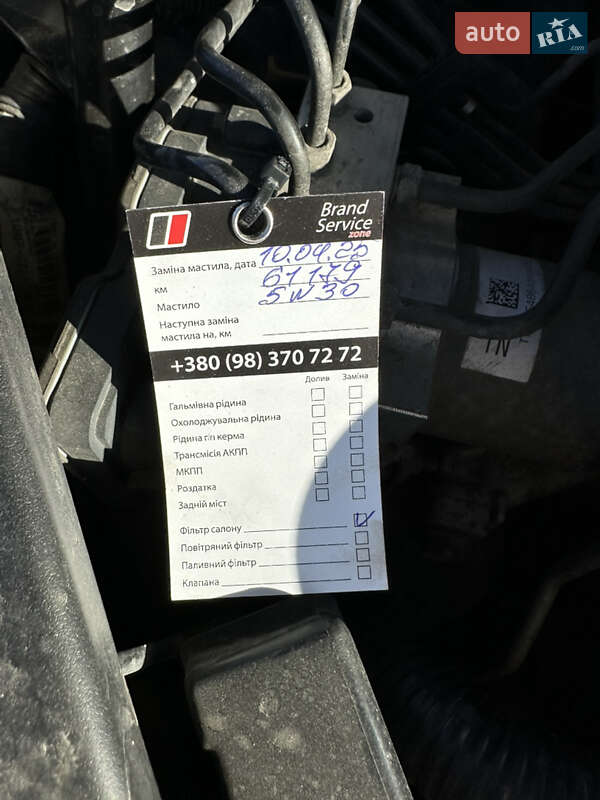 auto RIA.com
Brand
Service
zone
Заміна мастила, дата 10.04.25
км 61179
Мастило 5w30
Наступна заміна
мастила на, км
+380 (98) 370 72 72
Долив Заміна
Гальмівна рідина
Охолоджувальна рідина
Рідина гіп керма
Трансмісія АКПП
МКПП
Роздатка
Задній міст
Фільтр салону
Повітряний фільтр
Паливний фільтр
Клапана